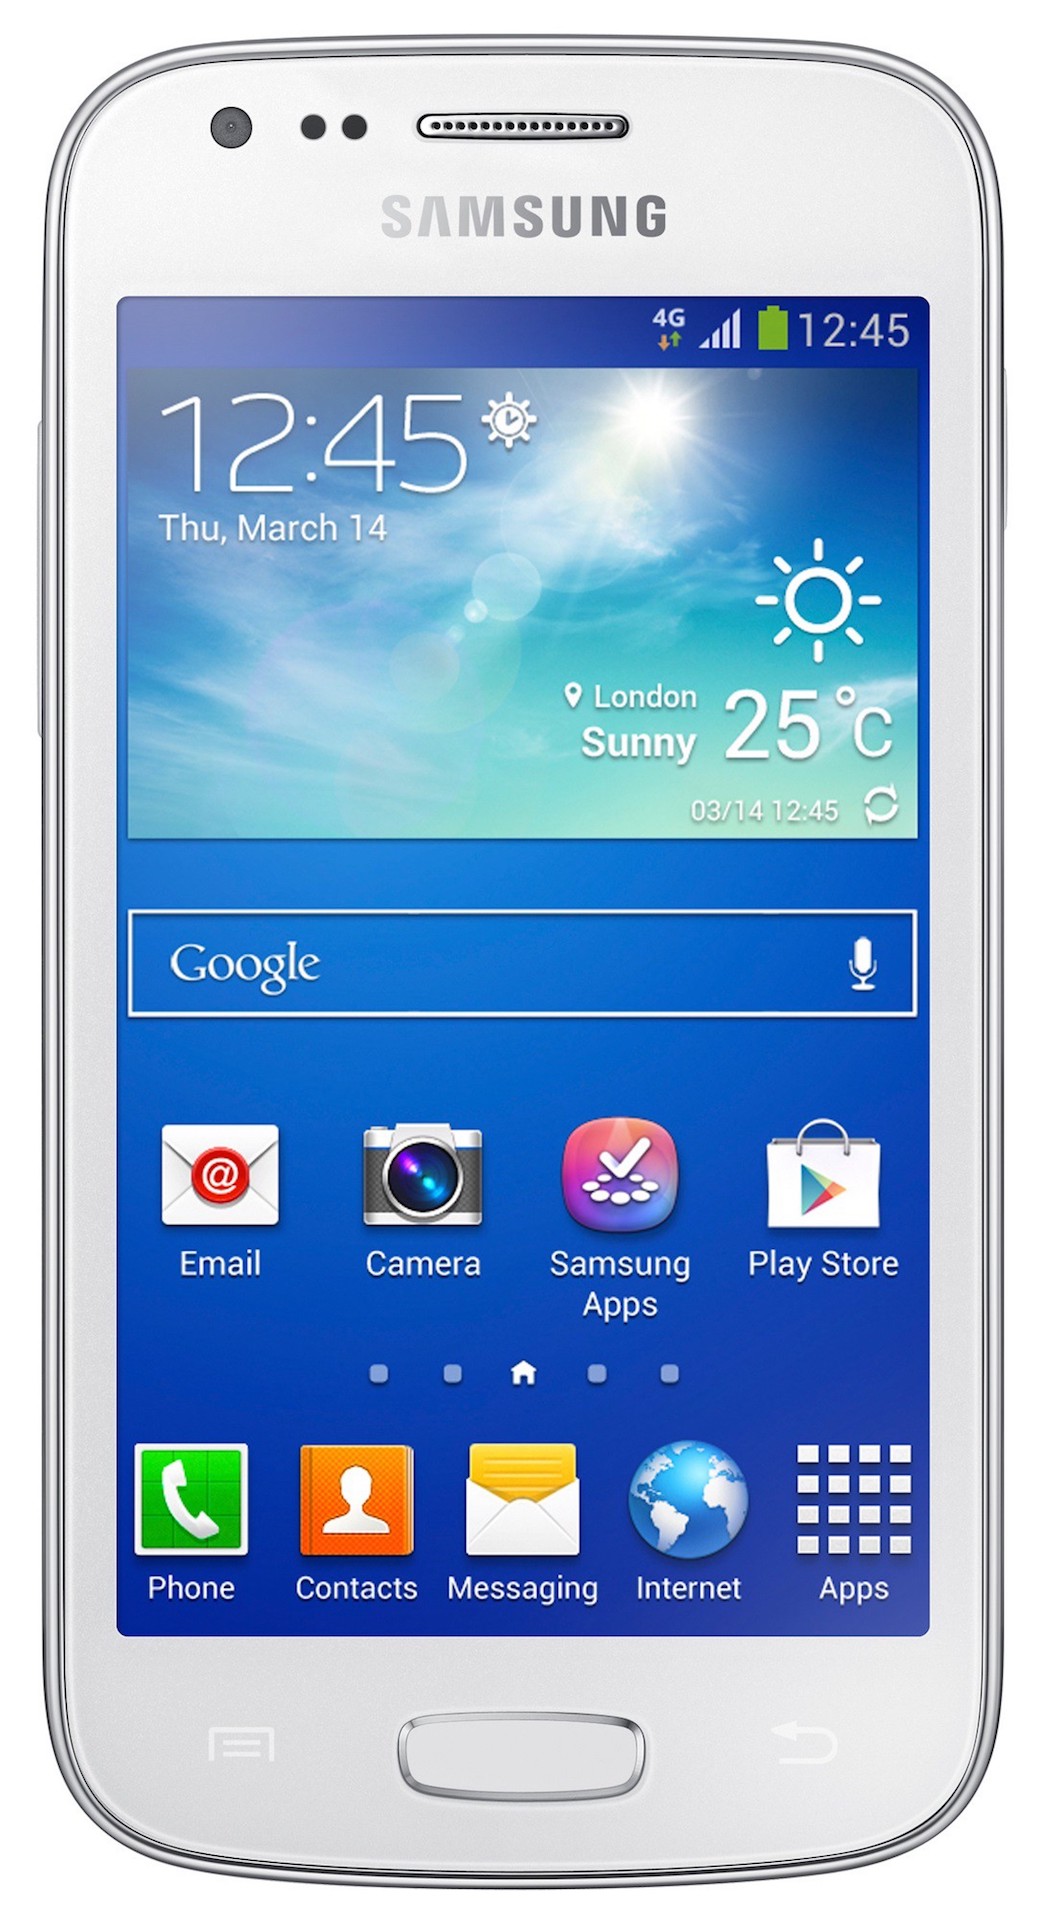 SAMSUNG
4G 12:45
12:45
Thu, March 14
London
Sunny 25°C
03/14 12:45
Google
@
Email Camera Samsung Apps Play Store
Phone Contacts Messaging Internet Apps